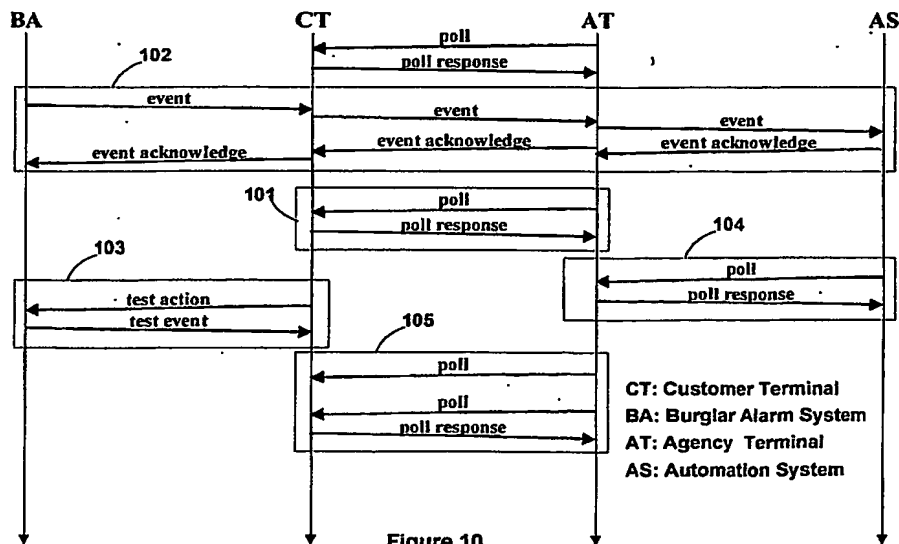 BA CT AT AS
poll
poll response
102
event
event
event
event acknowledge
event acknowledge
event acknowledge
101
poll
poll response
104
103
poll
test action
poll response
test event
105
poll
poll
poll response
CT: Customer Terminal
BA: Burglar Alarm System
AT: Agency Terminal
AS: Automation System
Figure 10